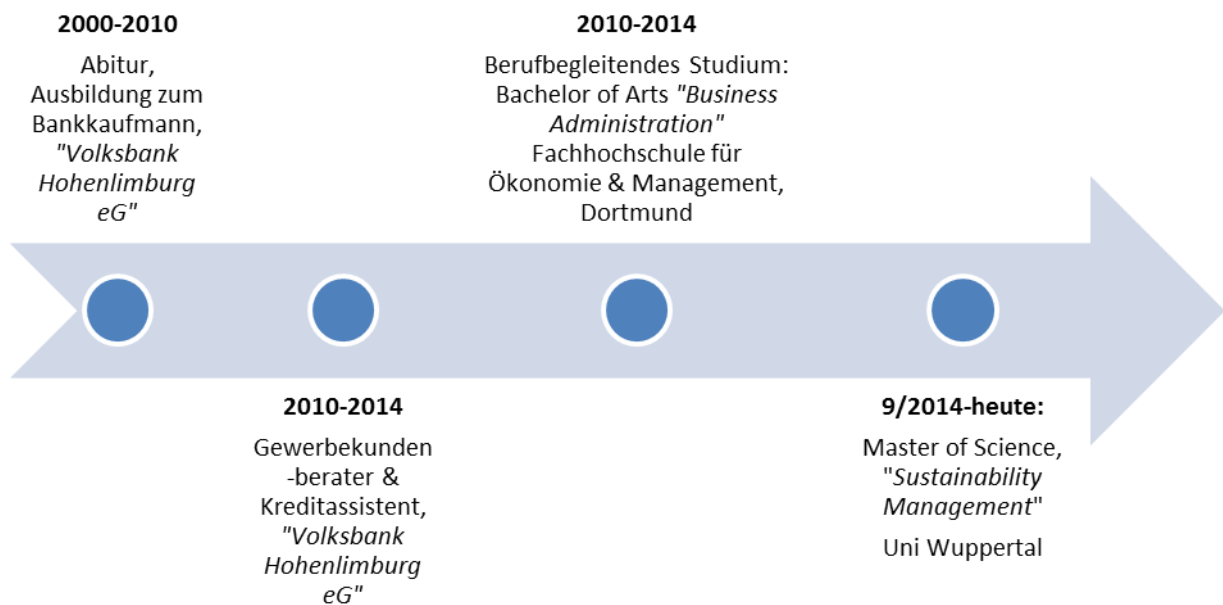 2000-2010
Abitur,
Ausbildung zum
Bankkaufmann,
"Volksbank
Hohenlimburg
eG"
2010-2014
Gewerbekunden
-berater &
Kreditassistent,
"Volksbank
Hohenlimburg
eG"
2010-2014
Berufbegleitendes Studium:
Bachelor of Arts "Business
Administration"
Fachhochschule für
Ökonomie & Management,
Dortmund
9/2014-heute:
Master of Science,
"Sustainability
Management"
Uni Wuppertal